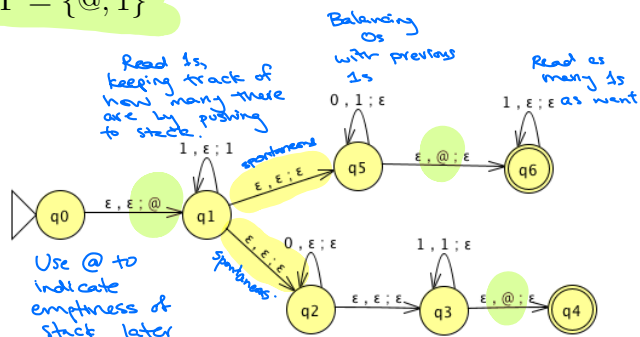 Γ = {@, 1}
Read 1s,
keeping track of
how many there
are by pushing
to stack.
Balancing
0s
with previous
1s
Read as
many 1s
as want
0 , 1 ; ε
1 , ε ; ε
1 , ε ; 1
spontaneous
ε , ε ; ε
ε , @ ; ε
q5
q6
ε , ε ; @
q0
q1
ε , ε ; ε
spontaneous.
0 , ε ; ε
1 , 1 ; ε
Use @ to
indicate
emptiness of
stack later
q2
ε , ε ; ε
q3
ε , @ ; ε
q4